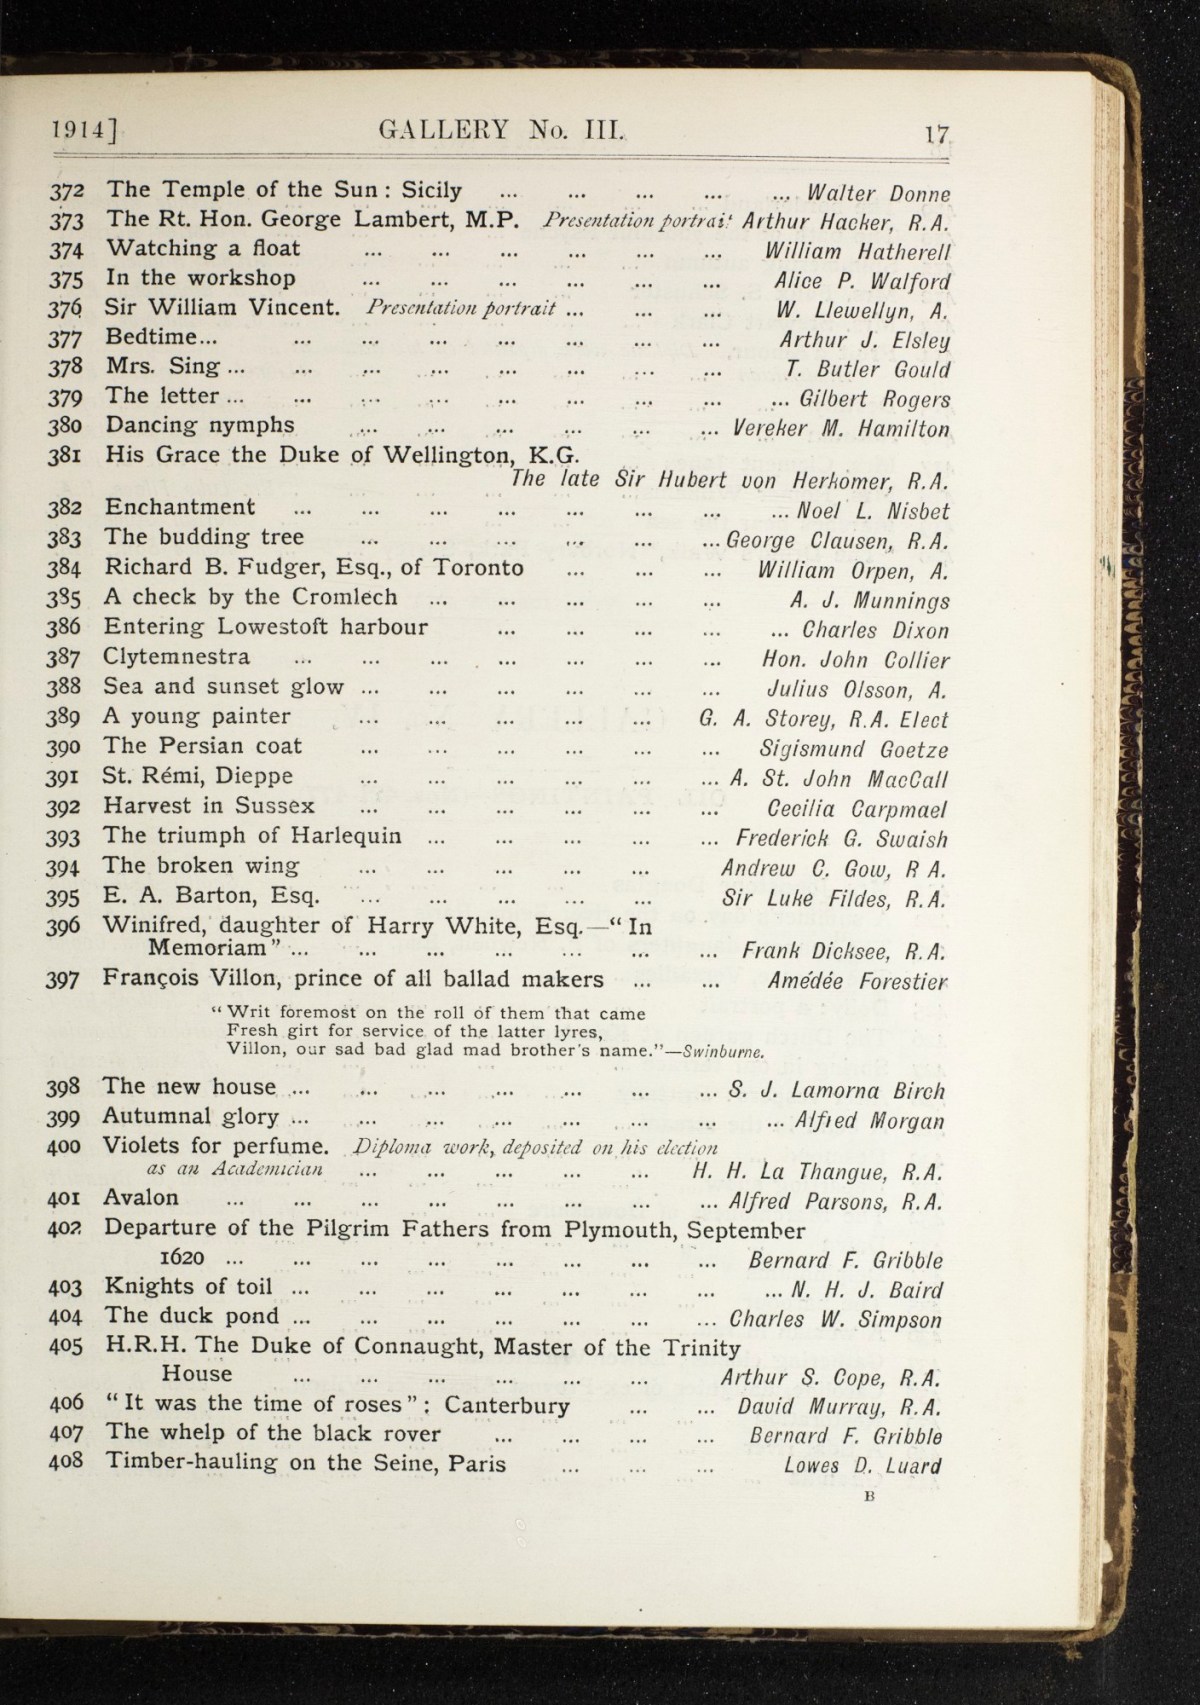 1914] GALLERY No. III. 17
372 The Temple of the Sun : Sicily ... ... ... ... ... Walter Donne
373 The Rt. Hon. George Lambert, M.P. Presentation portrait Arthur Hacker, R.A.
374 Watching a float ... ... ... ... ... ... William Hatherell
375 In the workshop ... ... ... ... ... ... Alice P. Walford
376 Sir William Vincent. Presentation portrait ... ... ... W. Llewellyn, A.
377 Bedtime... ... ... ... ... ... ... ... Arthur J. Elsley
378 Mrs. Sing ... ... ... ... ... ... ... ... T. Butler Gould
379 The letter ... ... ... ... ... ... ... ... ... Gilbert Rogers
380 Dancing nymphs ... ... ... ... ... ... Vereker M. Hamilton
381 His Grace the Duke of Wellington, K.G.
The late Sir Hubert von Herkomer, R.A.
382 Enchantment ... ... ... ... ... ... ... ... Noel L. Nisbet
383 The budding tree ... ... ... ... ... ... George Clausen, R.A.
384 Richard B. Fudger, Esq., of Toronto ... ... ... William Orpen, A.
385 A check by the Cromlech ... ... ... ... ... A. J. Munnings
386 Entering Lowestoft harbour ... ... ... ... ... Charles Dixon
387 Clytemnestra ... ... ... ... ... ... ... Hon. John Collier
388 Sea and sunset glow ... ... ... ... ... ... Julius Olsson, A.
389 A young painter ... ... ... ... ... G. A. Storey, R.A. Elect
390 The Persian coat ... ... ... ... ... ... Sigismund Goetze
391 St. Rémi, Dieppe ... ... ... ... ... ... A. St. John MacCall
392 Harvest in Sussex ... ... ... ... ... ... Cecilia Carpmael
393 The triumph of Harlequin ... ... ... ... ... Frederick G. Swaish
394 The broken wing ... ... ... ... ... Andrew C. Gow, R A.
395 E. A. Barton, Esq. ... ... ... ... ... Sir Luke Fildes, R.A.
396 Winifred, daughter of Harry White, Esq.—“ In
Memoriam” ... ... ... ... ... ... ... Frank Dicksee, R.A.
397 François Villon, prince of all ballad makers ... ... Amédée Forestier
“ Writ foremost on the roll of them that came
Fresh girt for service of the latter lyres,
Villon, our sad bad glad mad brother's name.”—Swinburne.
398 The new house ... ... ... ... ... ... ... S. J. Lamorna Birch
399 Autumnal glory ... ... ... ... ... ... ... ... Alfred Morgan
400 Violets for perfume. Diploma work, deposited on his election
as an Academician ... ... ... ... ... H. H. La Thangue, R.A.
401 Avalon ... ... ... ... ... ... ... ... Alfred Parsons, R.A.
402 Departure of the Pilgrim Fathers from Plymouth, September
1620 ... ... ... ... ... ... ... ... Bernard F. Gribble
403 Knights of toil ... ... ... ... ... ... ... ... N. H. J. Baird
404 The duck pond ... ... ... ... ... ... ... Charles W. Simpson
405 H.R.H. The Duke of Connaught, Master of the Trinity
House ... ... ... ... ... ... Arthur S. Cope, R.A.
406 “ It was the time of roses ” : Canterbury ... ... David Murray, R.A.
407 The whelp of the black rover ... ... ... ... Bernard F. Gribble
408 Timber-hauling on the Seine, Paris ... ... ... Lowes D. Luard
B